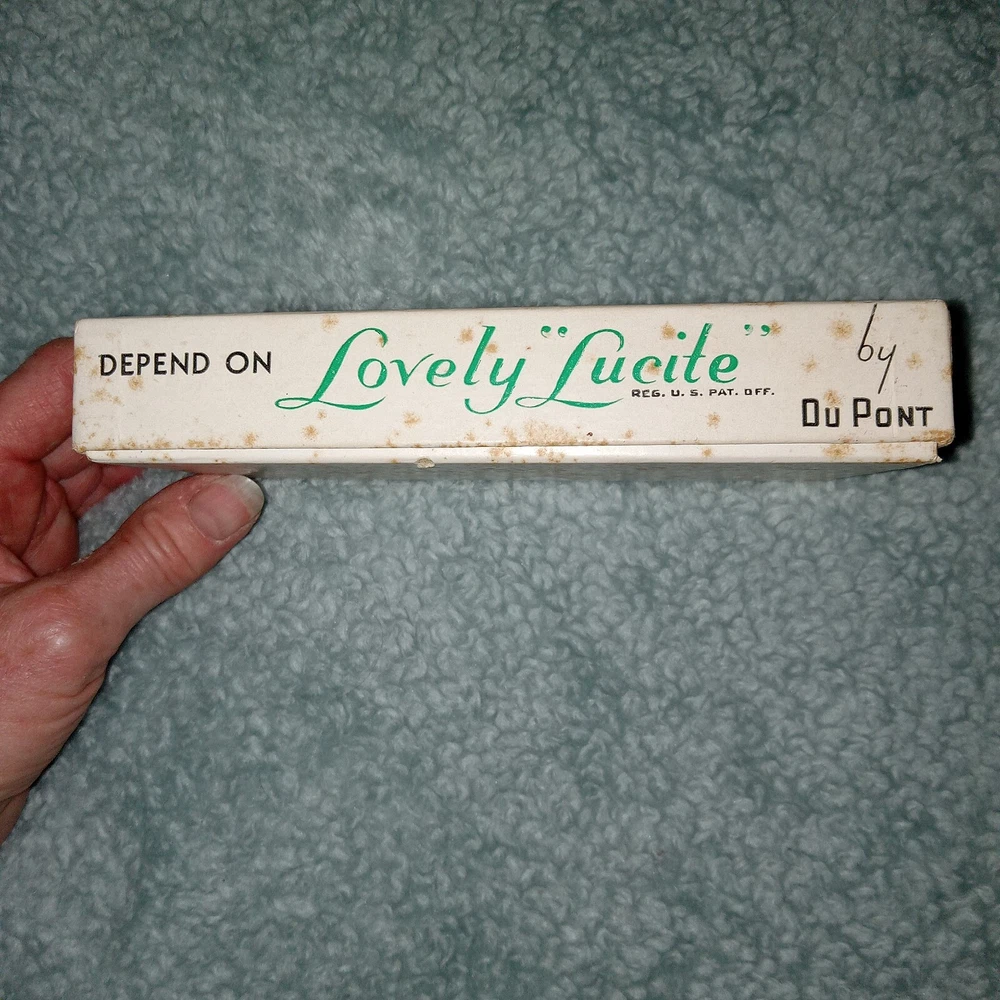 DEPEND ON Lovely "Lucite" by
REG. U. S. PAT. OFF.
DU PONT